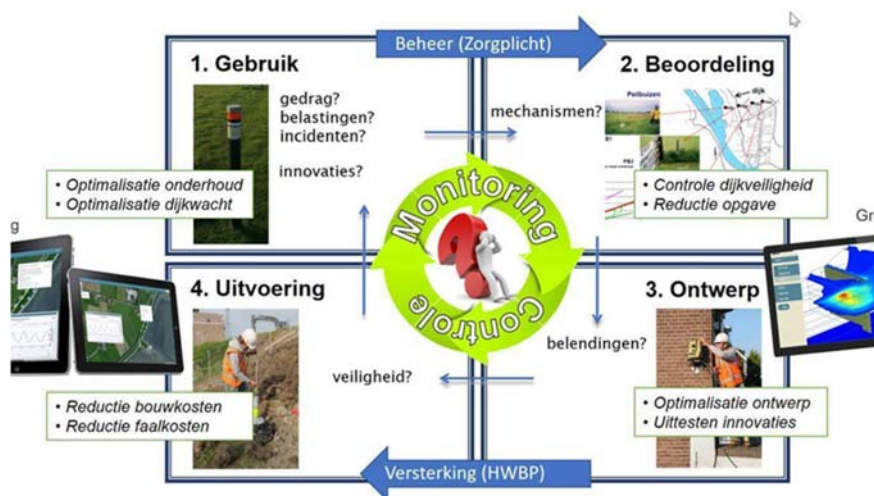 Beheer (Zorgplicht)
1. Gebruik
gedrag?
belastingen?
incidenten?
innovaties?
• Optimalisatie onderhoud
• Optimalisatie dijkwacht
2. Beoordeling
mechanismen?
Peilbuizen
dijk
• Controle dijkveiligheid
• Reductie opgave
Monitoring
Controle
4. Uitvoering
veiligheid?
• Reductie bouwkosten
• Reductie faalkosten
3. Ontwerp
belendingen?
• Optimalisatie ontwerp
• Uittesten innovaties
Versterking (HWBP)
g
Gr